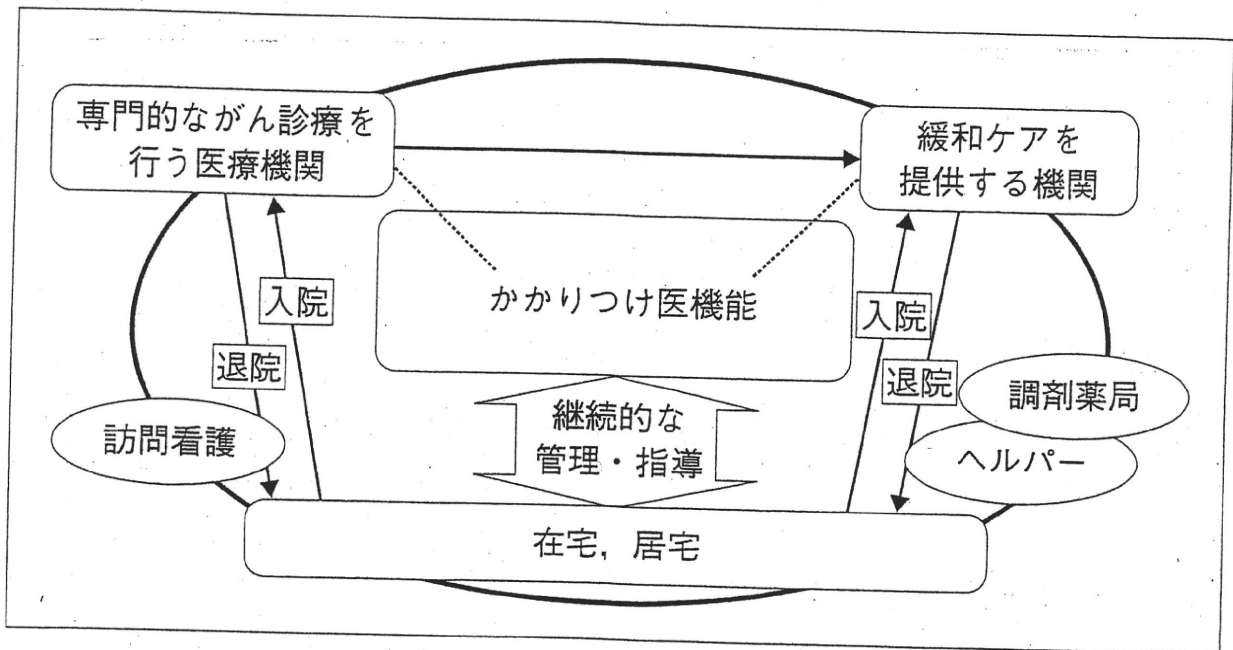 専門的ながん診療を
行う医療機関
緩和ケアを
提供する機関
かかりつけ医機能
入院
退院
入院
退院
継続的な
管理・指導
訪問看護
調剤薬局
ヘルパー
在宅，居宅